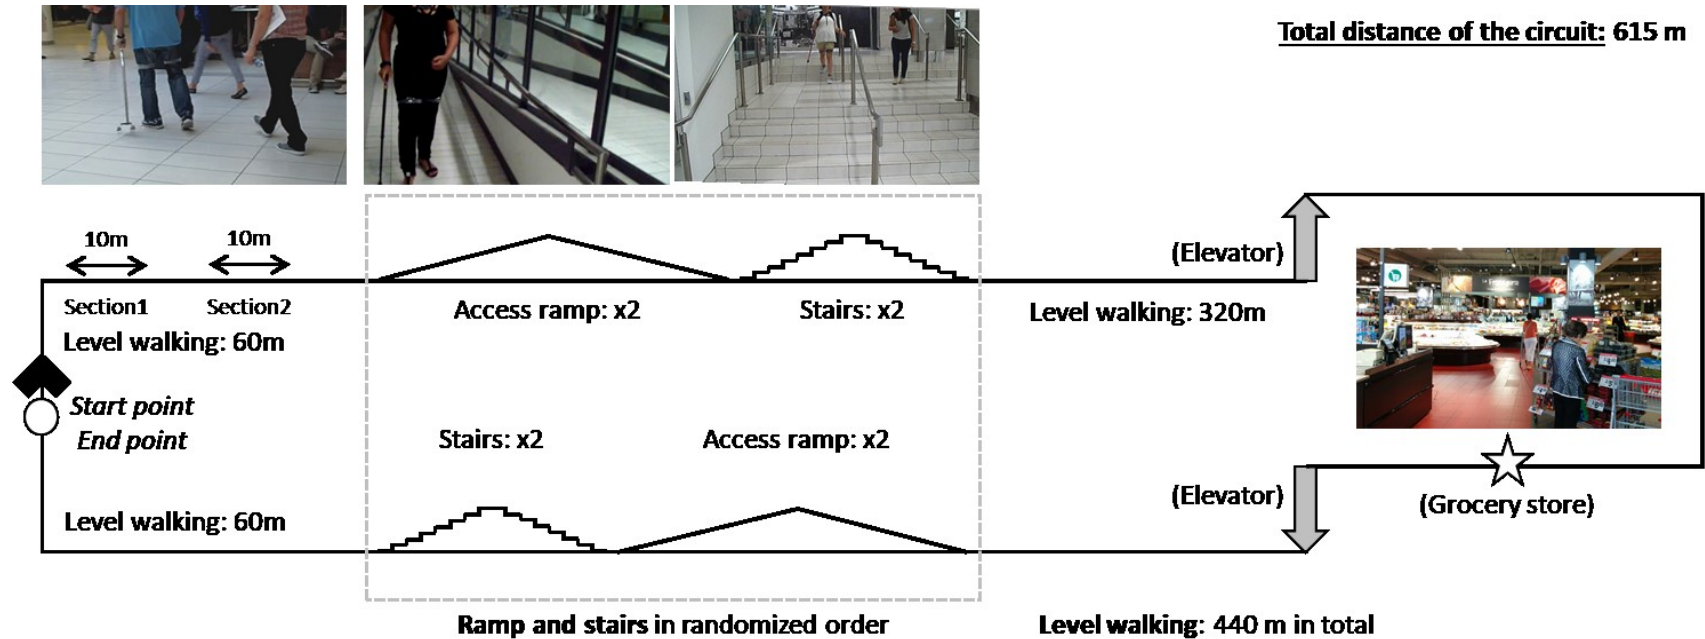 Total distance of the circuit: 615 m
10m
10m
(Elevator)
Section1
Section2
Access ramp: x2
Stairs: x2
Level walking: 320m
Level walking: 60m
Start point
End point
Stairs: x2
Access ramp: x2
(Elevator)
(Grocery store)
Level walking: 60m
Ramp and stairs in randomized order
Level walking: 440 m in total